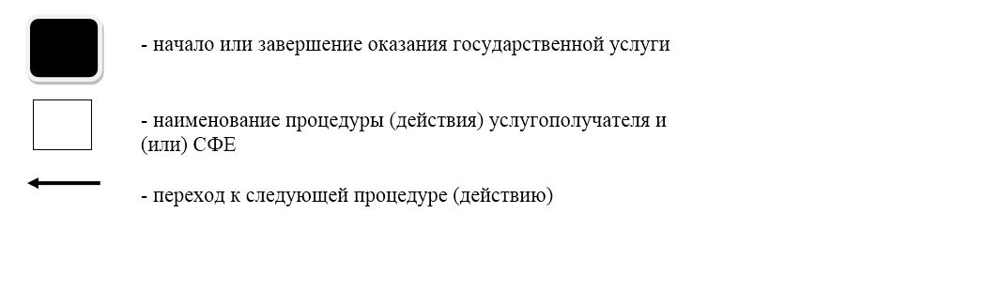 - начало или завершение оказания государственной услуги
- наименование процедуры (действия) услугополучателя и
(или) СФЕ
- переход к следующей процедуре (действию)